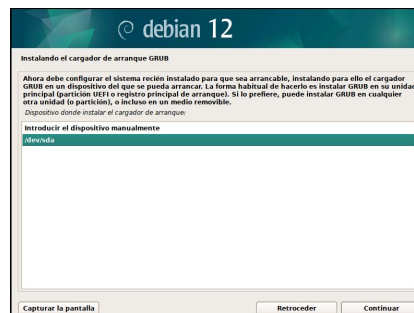 debian 12
Instalando el cargador de arranque GRUB
Ahora debe configurar el sistema recién instalado para que sea arrancable, instalando para ello el cargador
GRUB en un dispositivo del que se pueda arrancar. La forma habitual de hacerlo es instalar GRUB en su unidad
principal (partición UEFI o registro principal de arranque). Si lo prefiere, puede instalar GRUB en cualquier
otra unidad (o partición), o incluso en un medio removible.
Dispositivo donde instalar el cargador de arranque:
Introducir el dispositivo manualmente
/dev/sda
Capturar la pantalla
Retroceder
Continuar